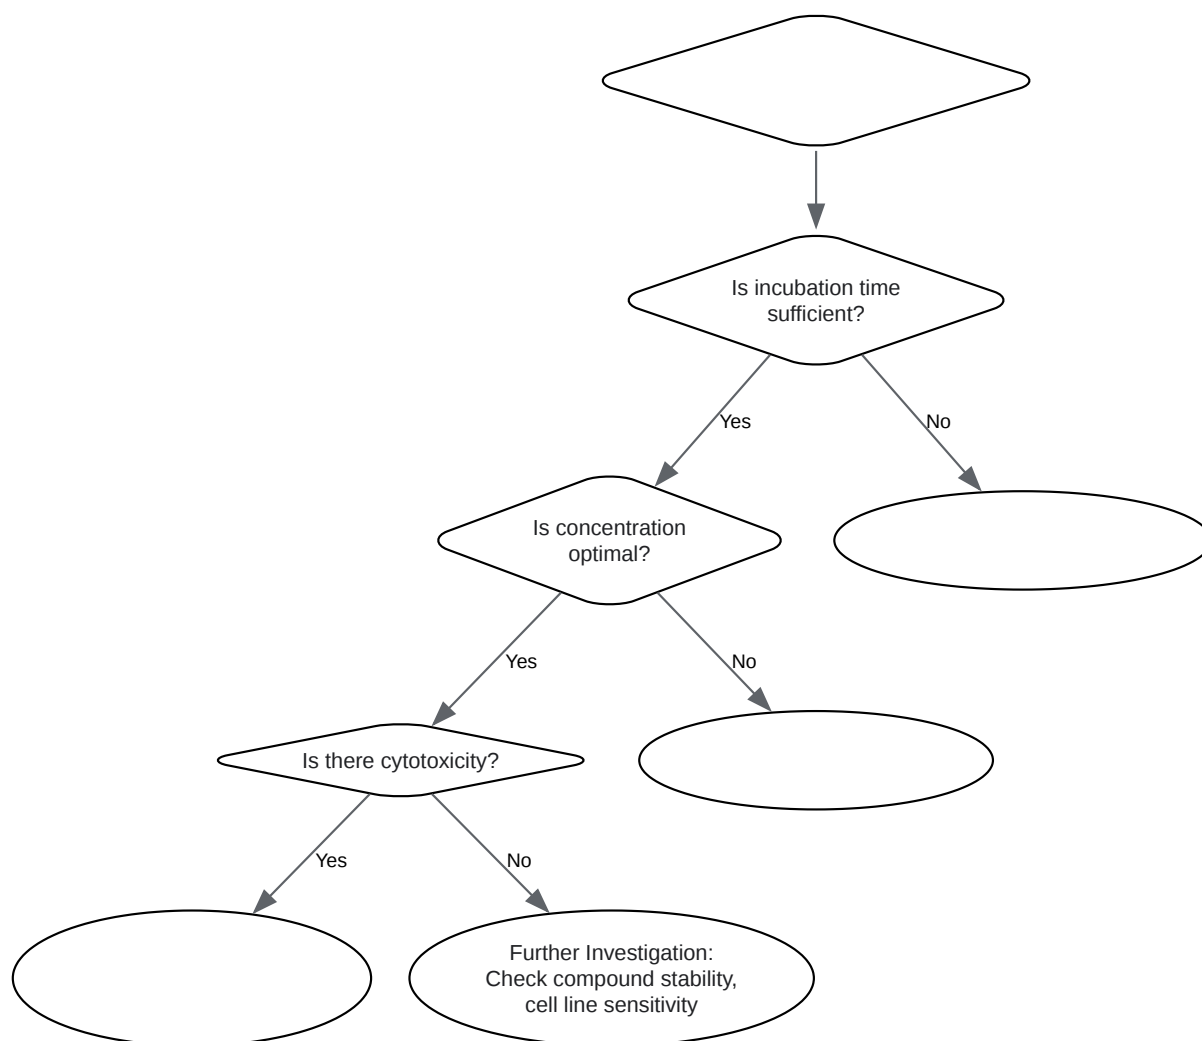 Is incubation time
sufficient?
Yes
No
Is concentration
optimal?
Yes
No
Is there cytotoxicity?
Yes
No
Further Investigation:
Check compound stability,
cell line sensitivity